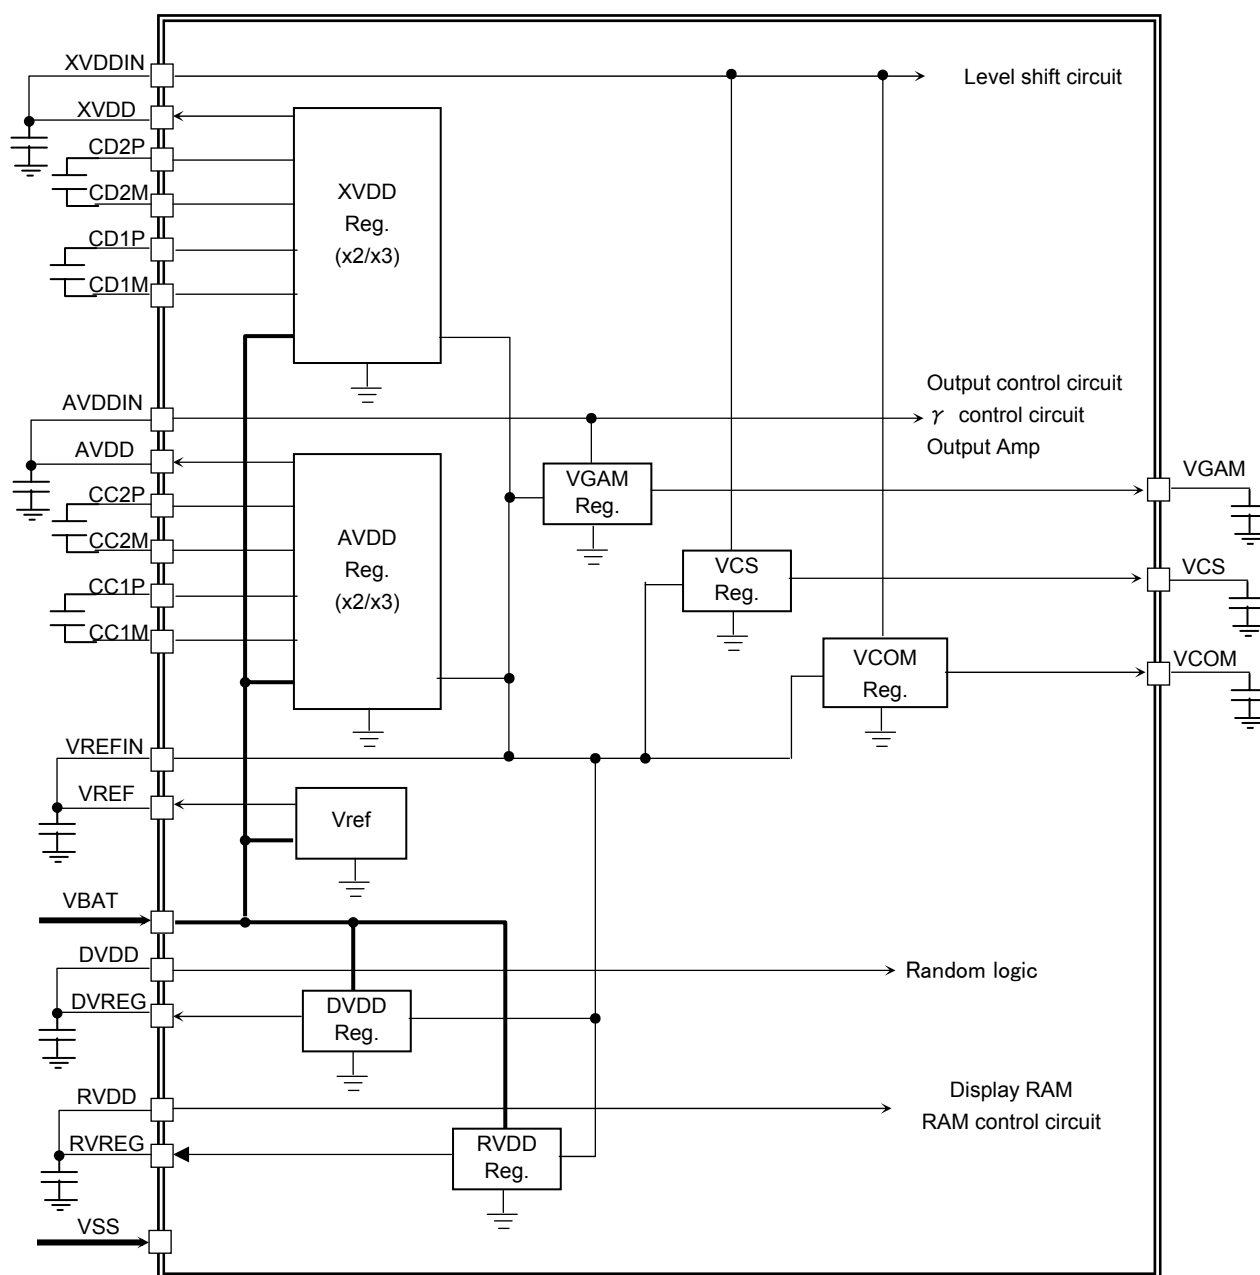 XVDDIN
Level shift circuit
XVDD
CD2P
CD2M
CD1P
CD1M
XVDD
Reg.
(x2/x3)
AVDDIN
Output control circuit
γ control circuit
Output Amp
AVDD
CC2P
CC2M
CC1P
CC1M
AVDD
Reg.
(x2/x3)
VGAM
Reg.
VGAM
VCS
Reg.
VCS
VCOM
Reg.
VCOM
VREFIN
VREF
Vref
VBAT
DVDD
Random logic
DVREG
DVDD
Reg.
RVDD
Display RAM
RAM control circuit
RVREG
RVDD
Reg.
VSS